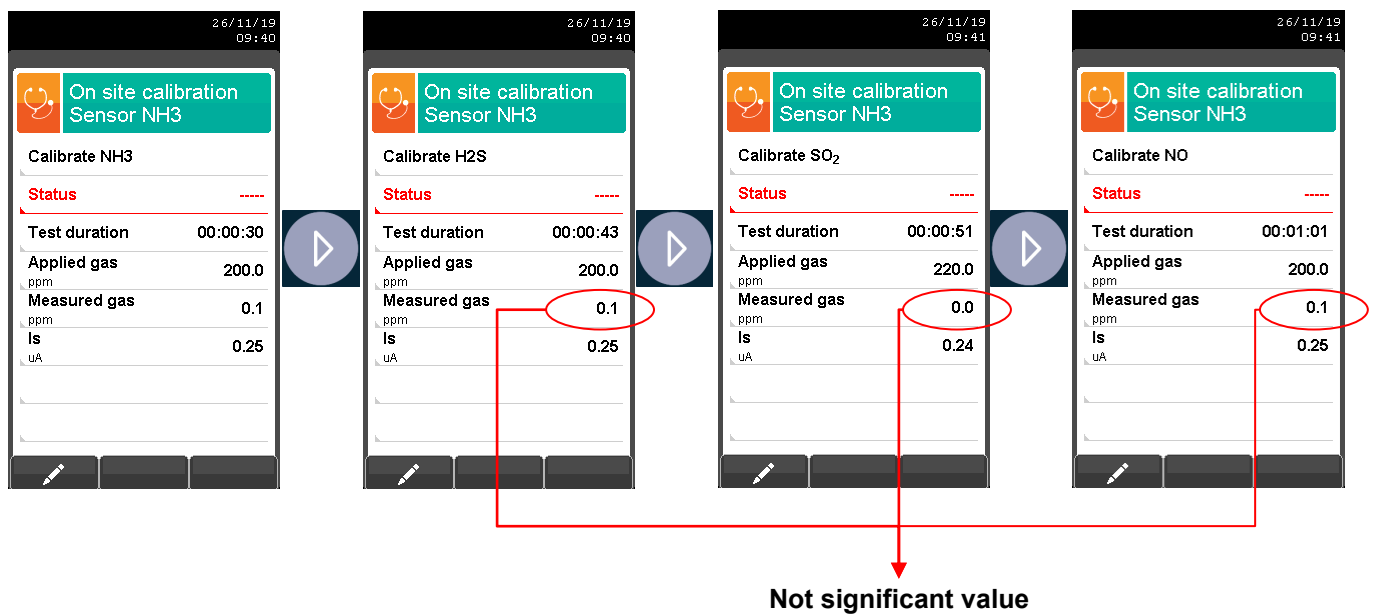 26/11/19
09:40
On site calibration
Sensor NH3
Calibrate NH3
Status -----
Test duration 00:00:30
Applied gas 200.0
ppm
Measured gas 0.1
ppm
Is 0.25
uA
26/11/19
09:40
On site calibration
Sensor NH3
Calibrate H2S
Status -----
Test duration 00:00:43
Applied gas 200.0
ppm
Measured gas 0.1
ppm
Is 0.25
uA
26/11/19
09:41
On site calibration
Sensor NH3
Calibrate SO₂
Status -----
Test duration 00:00:51
Applied gas 220.0
ppm
Measured gas 0.0
ppm
Is 0.24
uA
26/11/19
09:41
On site calibration
Sensor NH3
Calibrate NO
Status -----
Test duration 00:01:01
Applied gas 200.0
ppm
Measured gas 0.1
ppm
Is 0.25
uA
Not significant value